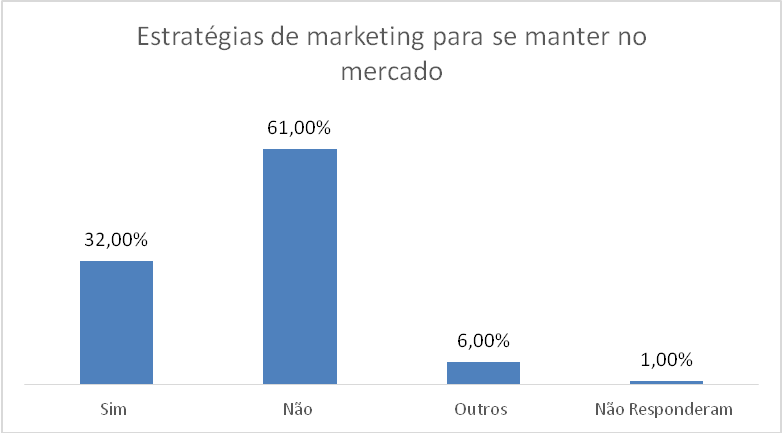 Estratégias de marketing para se manter no
mercado
61,00%
32,00%
6,00%
1,00%
Sim
Não
Outros
Não Responderam